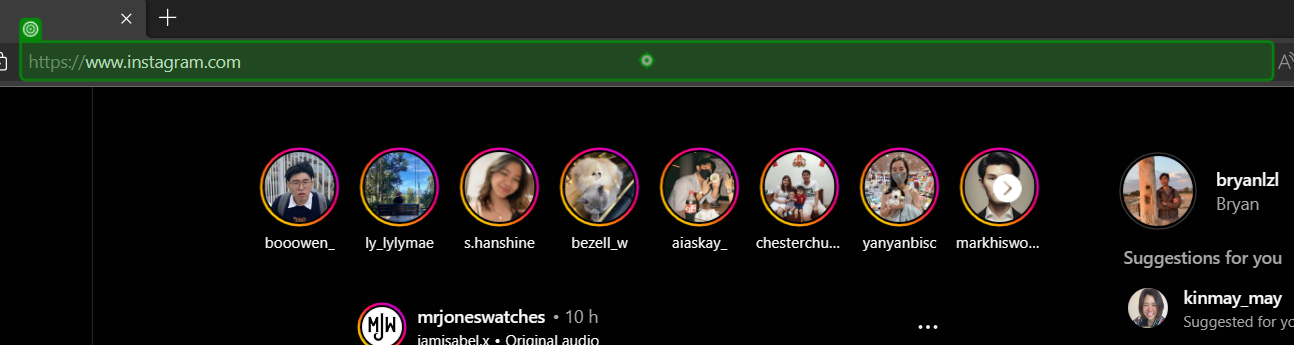 https://www.instagram.com
booowen_
ly_lylymae
s.hanshine
bezell_w
aiaskay_
chesterchu...
yanyanbisc
markhiswo...
bryanlzl
Bryan
Suggestions for you
kinmay_may
Suggested for yo
MJW
mrjoneswatches • 10 h
jamisabel.x • Original audio